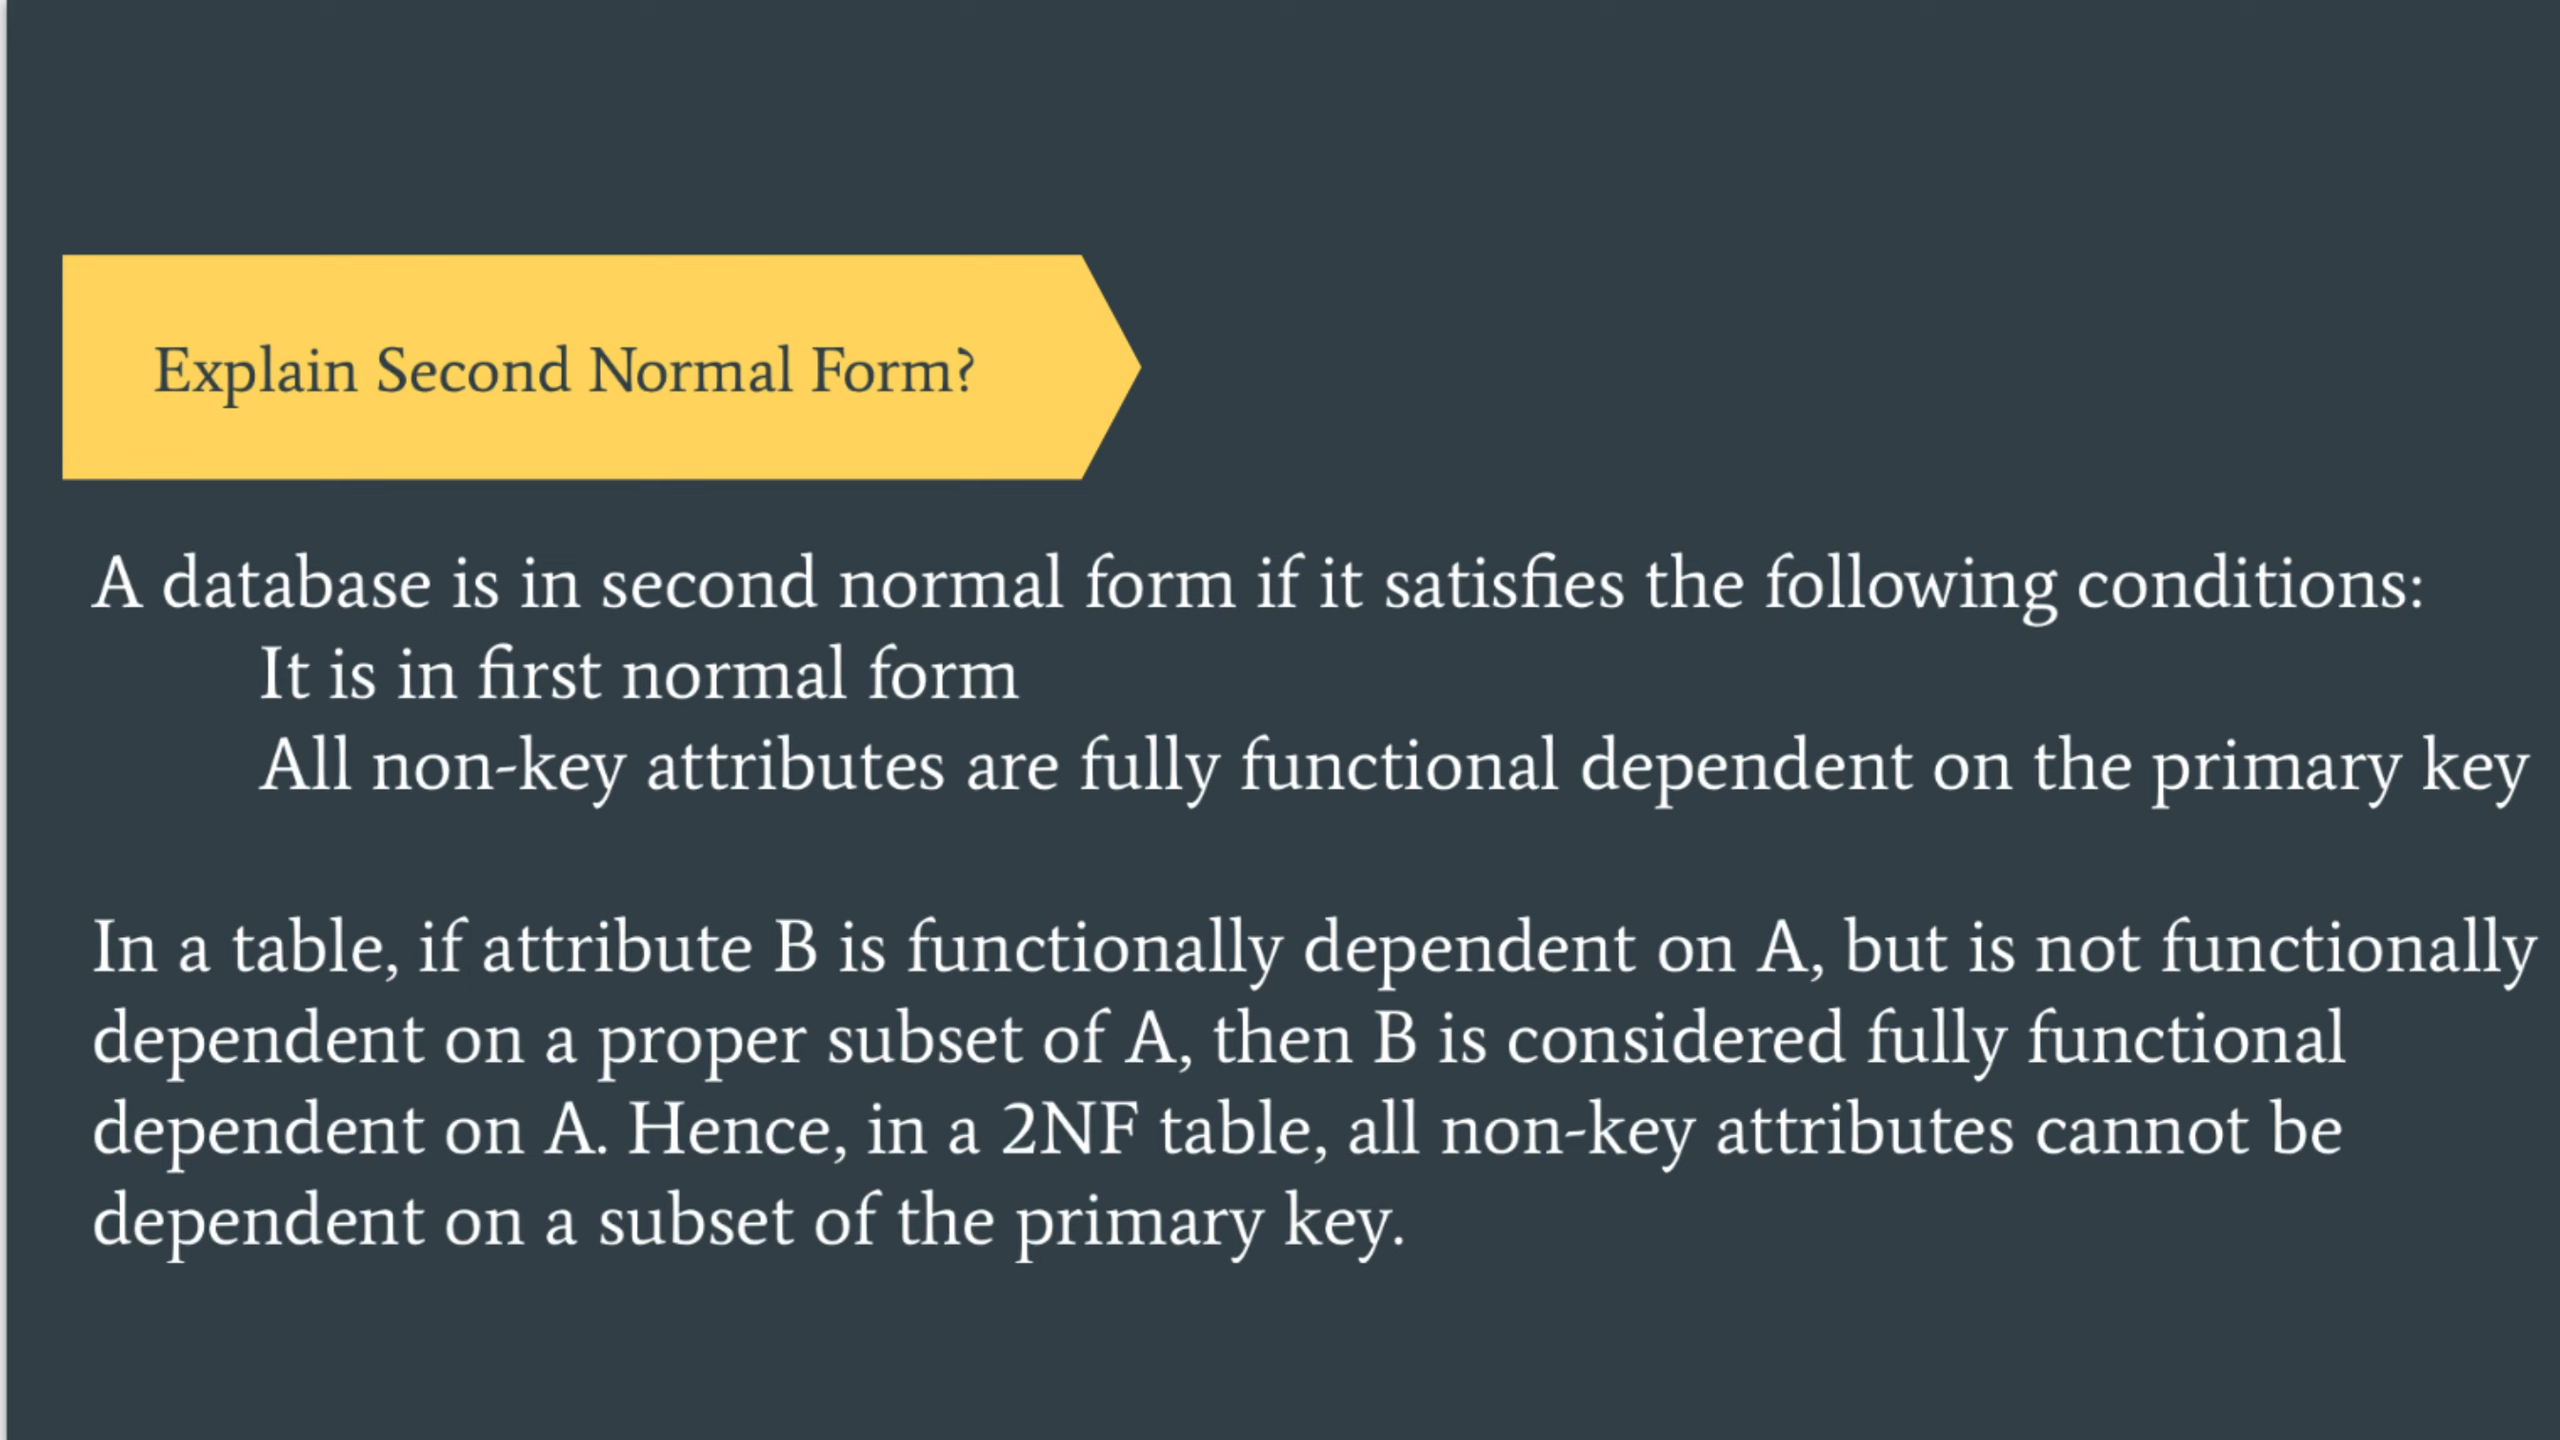 Explain Second Normal Form?
A database is in second normal form if it satisfies the following conditions:
It is in first normal form
All non-key attributes are fully functional dependent on the primary key
In a table, if attribute B is functionally dependent on A, but is not functionally
dependent on a proper subset of A, then B is considered fully functional
dependent on A. Hence, in a 2NF table, all non-key attributes cannot be
dependent on a subset of the primary key.